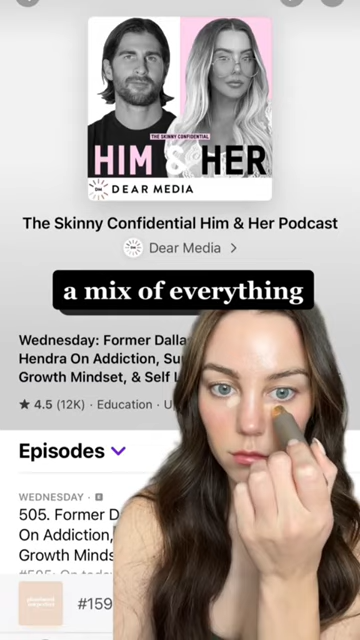 THE SKINNY CONFIDENTIAL
HIM & HER
DEAR MEDIA
The Skinny Confidential Him & Her Podcast
Dear Media
a mix of everything
Wednesday: Former Dalla
Hendra On Addiction, Su
Growth Mindset, & Self L
★ 4.5 (12K) · Education · U
Episodes
WEDNESDAY ·
505. Former D
On Addiction,
Growth Minds
#159